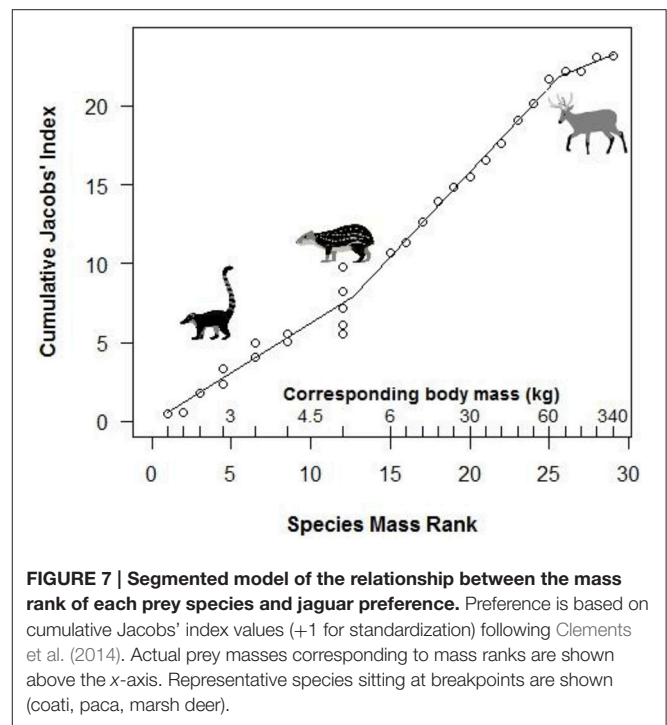 20
15
10
5
0
Cumulative Jacobs' Index
Corresponding body mass (kg)
3 4.5 6 30 60 340
0 5 10 15 20 25 30
Species Mass Rank
FIGURE 7 | Segmented model of the relationship between the mass
rank of each prey species and jaguar preference. Preference is based on
cumulative Jacobs' index values (+1 for standardization) following Clements
et al. (2014). Actual prey masses corresponding to mass ranks are shown
above the x-axis. Representative species sitting at breakpoints are shown
(coati, paca, marsh deer).